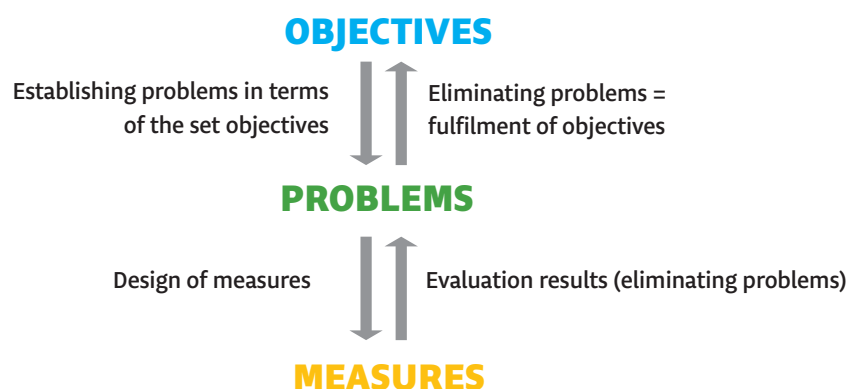 OBJECTIVES
Establishing problems in terms
of the set objectives
Eliminating problems =
fulfilment of objectives
PROBLEMS
Design of measures
Evaluation results (eliminating problems)
MEASURES